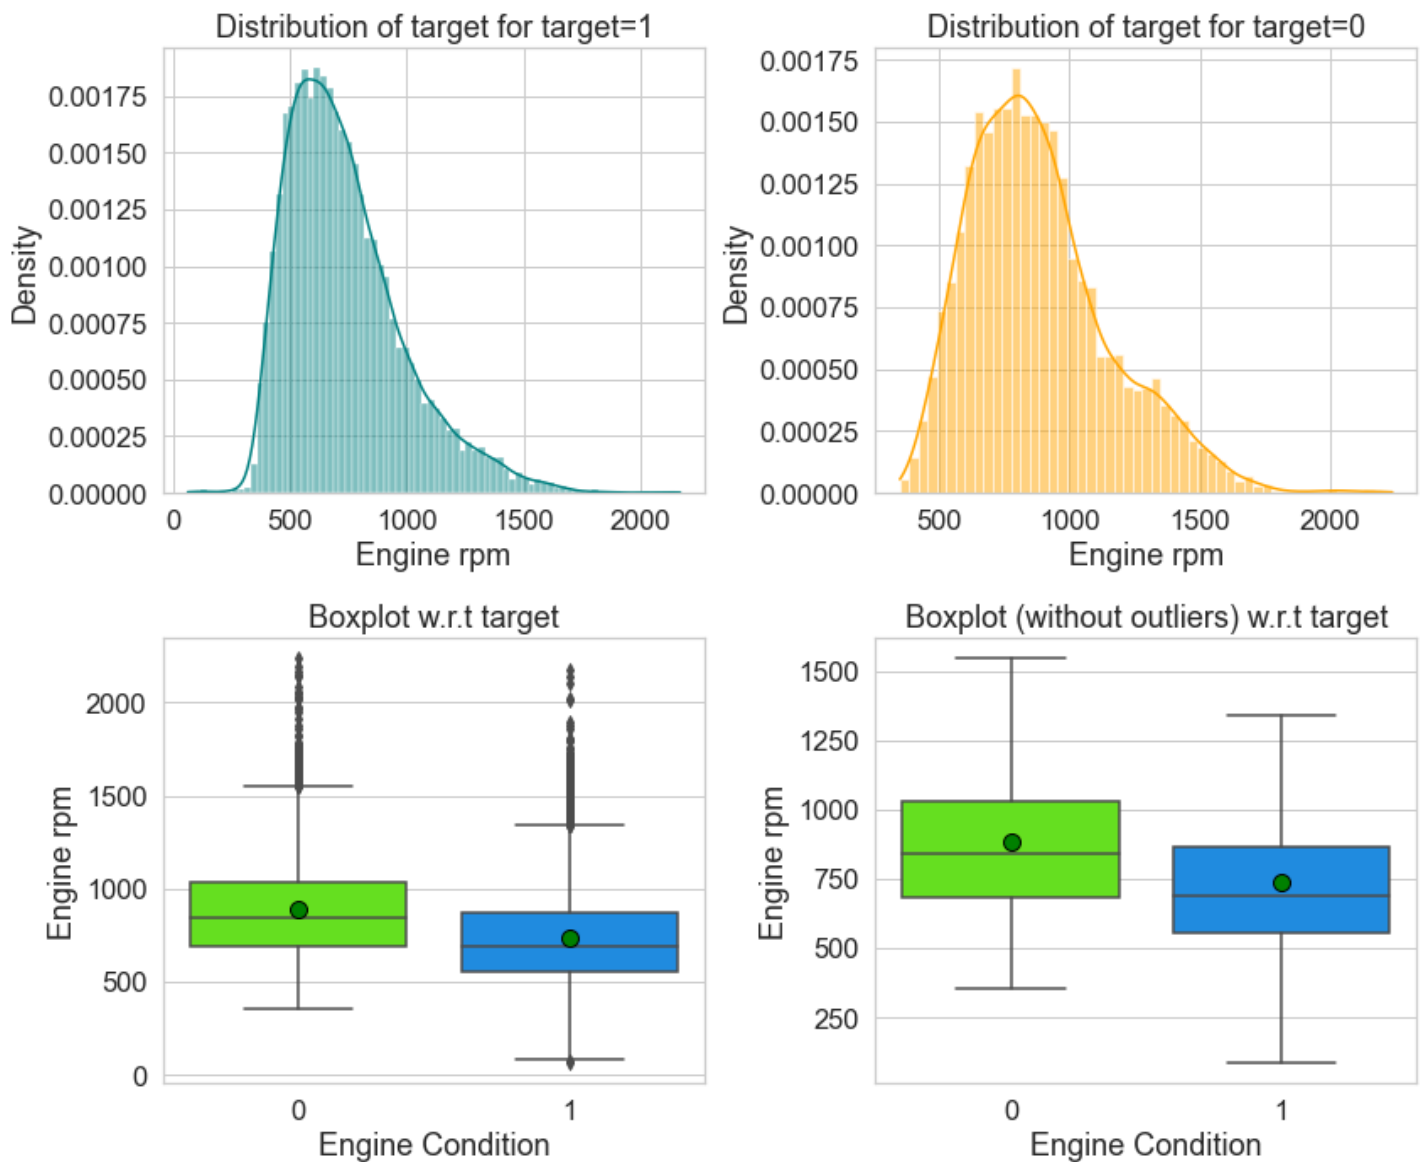 Distribution of target for target=1
0.00175
0.00150
0.00125
0.00100
0.00075
0.00050
0.00025
0.00000
Density
0 500 1000 1500 2000
Engine rpm
Distribution of target for target=0
0.00175
0.00150
0.00125
0.00100
0.00075
0.00050
0.00025
0.00000
Density
500 1000 1500 2000
Engine rpm
Boxplot w.r.t target
2000
1500
1000
500
0
Engine rpm
0 1
Engine Condition
Boxplot (without outliers) w.r.t target
1500
1250
1000
750
500
250
Engine rpm
0 1
Engine Condition